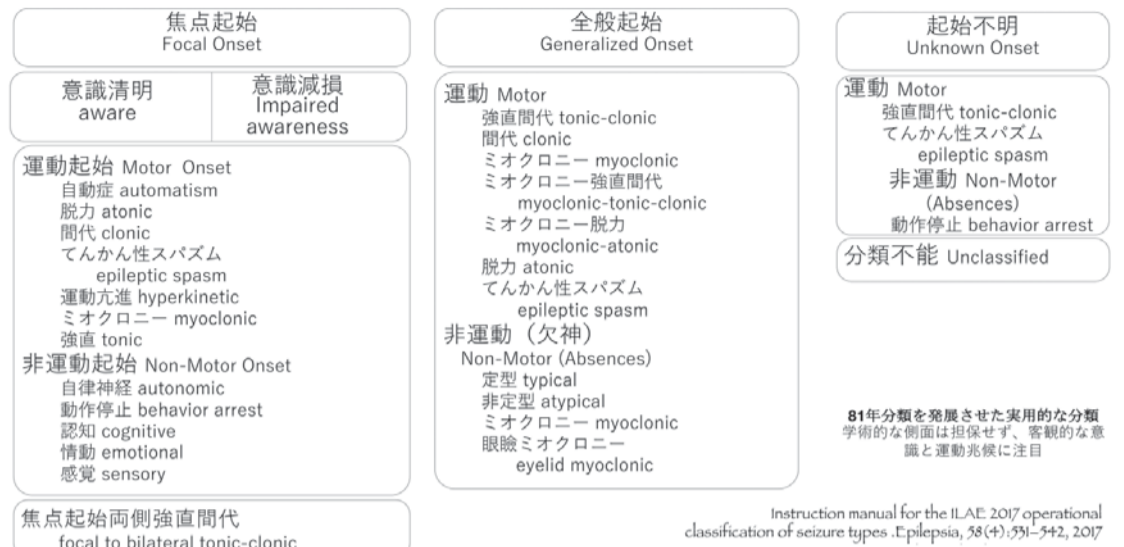 焦点起始
Focal Onset
意識清明
aware
意識減損
Impaired
awareness
運動起始 Motor Onset
自動症 automatism
脱力 atonic
間代 clonic
てんかん性スパズム
epileptic spasm
運動亢進 hyperkinetic
ミオクロニー myoclonic
強直 tonic
非運動起始 Non-Motor Onset
自律神経 autonomic
動作停止 behavior arrest
認知 cognitive
情動 emotional
感覚 sensory
焦点起始両側強直間代
focal to bilateral tonic-clonic
全般起始
Generalized Onset
運動 Motor
強直間代 tonic-clonic
間代 clonic
ミオクロニー myoclonic
ミオクロニー強直間代
myoclonic-tonic-clonic
ミオクロニー脱力
myoclonic-atonic
脱力 atonic
てんかん性スパズム
epileptic spasm
非運動（欠神）
Non-Motor (Absences)
定型 typical
非定型 atypical
ミオクロニー myoclonic
眼瞼ミオクロニー
eyelid myoclonic
起始不明
Unknown Onset
運動 Motor
強直間代 tonic-clonic
てんかん性スパズム
epileptic spasm
非運動 Non-Motor
(Absences)
動作停止 behavior arrest
分類不能 Unclassified
81年分類を発展させた実用的な分類
学術的な側面は担保せず、客観的な意
識と運動兆候に注目
Instruction manual for the ILAE 2017 operational
classification of seizure types .Epilepsia, 58(4):531–542, 2017